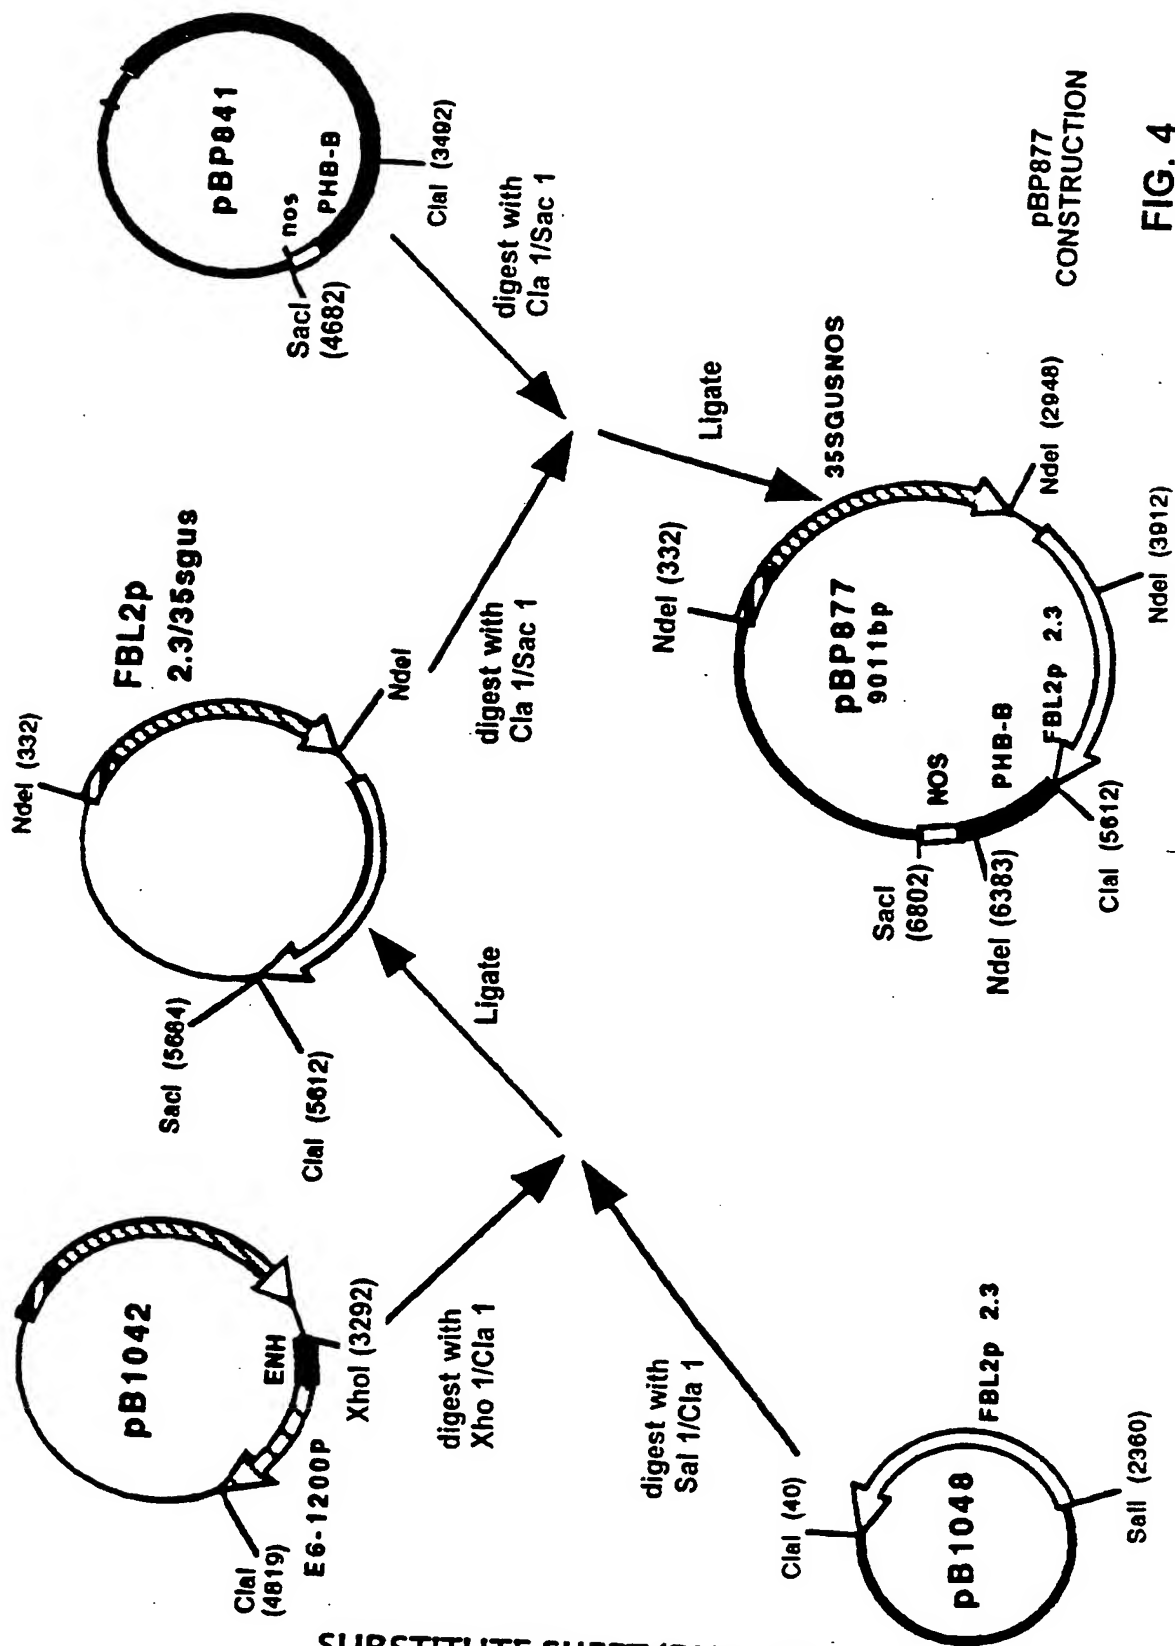 pB1042
ENH
E6-1200P
ClaI
(4819)
XhoI (3292)
digest with
Xho 1/Cla 1
pB1048
ClaI (40)
FBL2p 2.3
SalI (2360)
digest with
Sal 1/Cla 1
Ligate
NdeI (332)
FBL2p
2.3/35sgus
NdeI
SacI (5684)
ClaI (5612)
digest with
Cla 1/Sac 1
pBP841
nos
PHB-B
SacI
(4682)
ClaI (3492)
digest with
Cla 1/Sac 1
Ligate
pBP877
9011bp
NdeI (332)
35SGUSNOS
NdeI (2948)
NdeI (3912)
FBL2p 2.3
PHB-B
NOS
SacI
(6802)
NdeI (6383)
ClaI (5612)
pBP877
CONSTRUCTION
FIG. 4